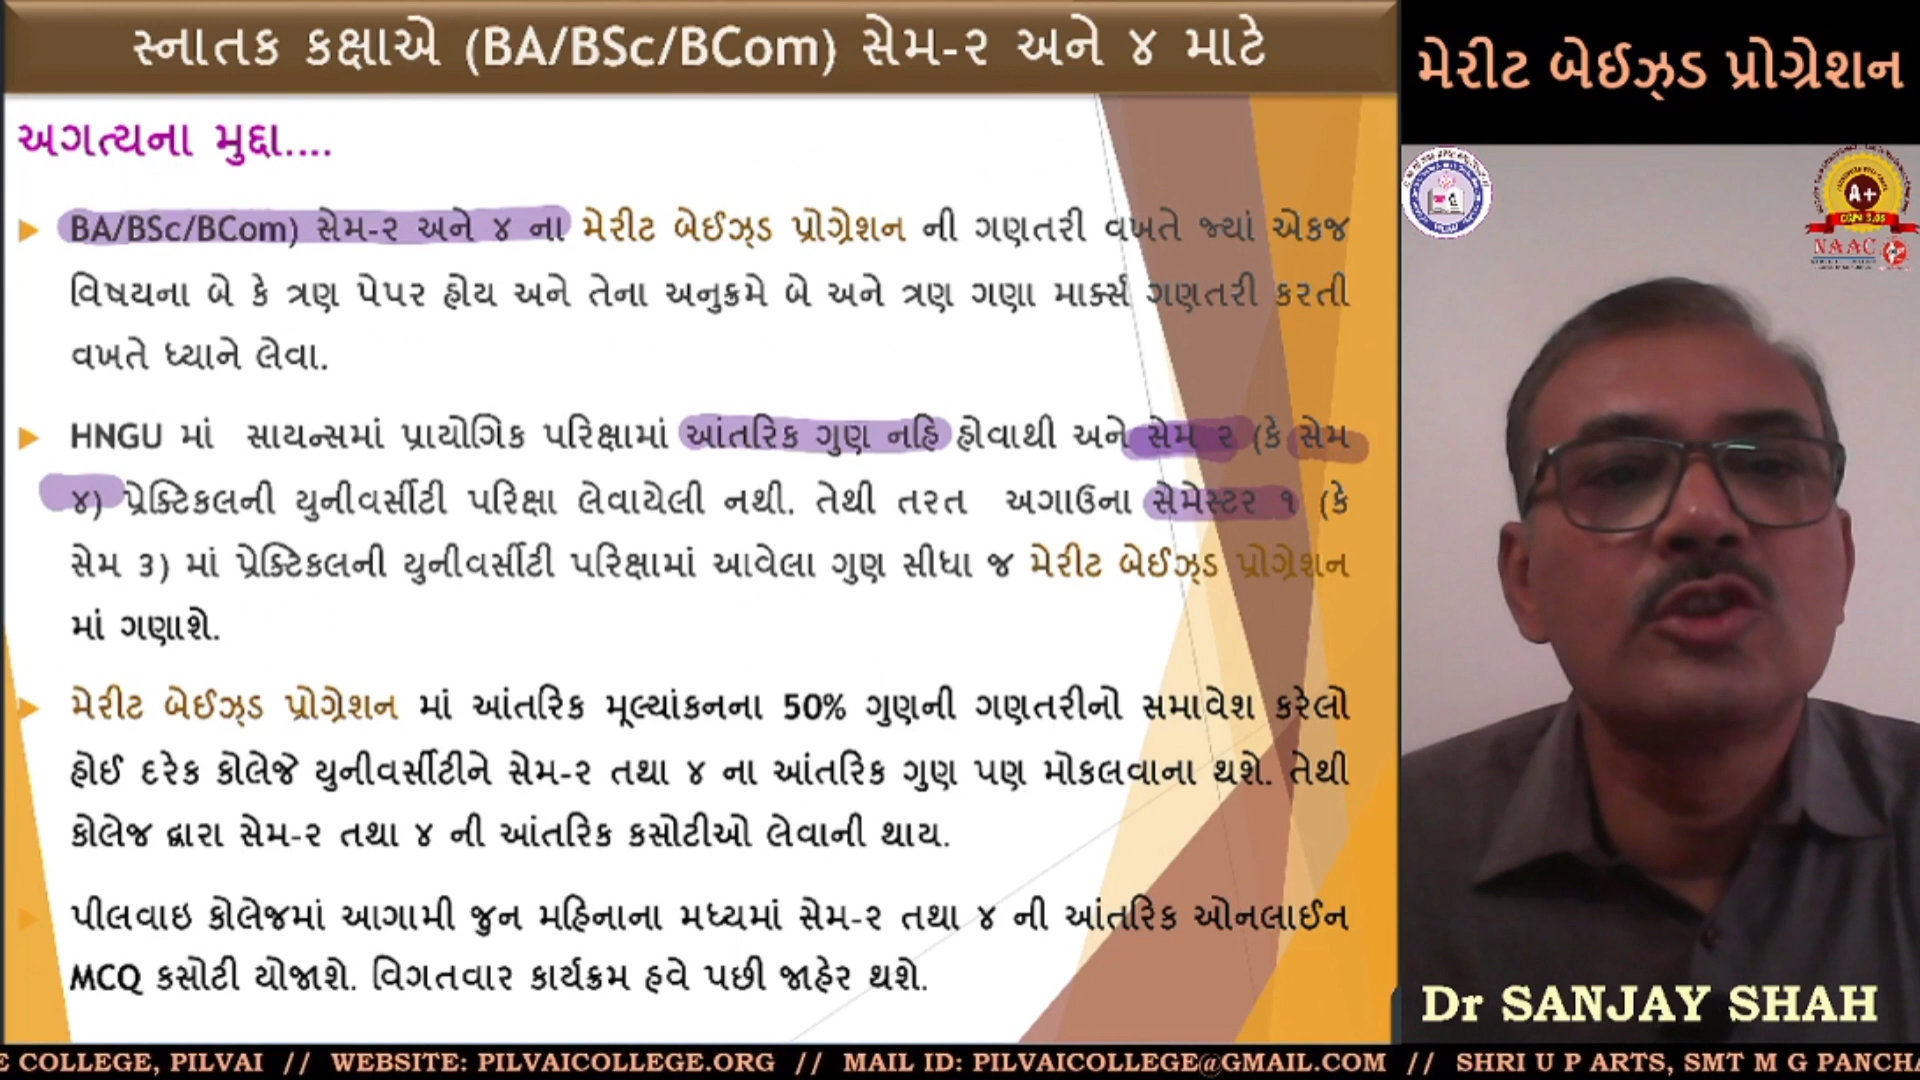 સ્નાતક કક્ષાએ (BA/BSc/BCom) સેમ-૨ અને ૪ માટે
મેરીટ બેઈઝ્ડ પ્રોગ્રેશન
અગત્યના મુદ્દા....
BA/BSc/BCom) સેમ-૨ અને ૪ ના મેરીટ બેઈઝ્ડ પ્રોગ્રેશન ની ગણતરી વખતે જ્યાં એકજ
વિષયના બે કે ત્રણ પેપર હોય અને તેના અનુક્રમે બે અને ત્રણ ગણા માર્ક્સ ગણતરી કરતી
વખતે ધ્યાને લેવા.
HNGU માં સાયન્સમાં પ્રાયોગિક પરિક્ષામાં આંતરિક ગુણ નહિ હોવાથી અને સેમ ૨ (કે સેમ
૪) પ્રેક્ટિકલની યુનીવર્સીટી પરિક્ષા લેવાયેલી નથી. તેથી તરત અગાઉના સેમેસ્ટર ૧ (કે
સેમ 3) માં પ્રેક્ટિકલની યુનીવર્સીટી પરિક્ષામાં આવેલા ગુણ સીધા જ મેરીટ બેઈઝ્ડ પ્રોગ્રેશન
માં ગણાશે.
મેરીટ બેઈઝ્ડ પ્રોગ્રેશન માં આંતરિક મૂલ્યાંકનના 50% ગુણની ગણતરીનો સમાવેશ કરેલો
હોઈ દરેક કોલેજે યુનીવર્સીટીને સેમ-૨ તથા ૪ ના આંતરિક ગુણ પણ મોકલવાના થશે. તેથી
કોલેજ દ્વારા સેમ-૨ તથા ૪ ની આંતરિક કસોટીઓ લેવાની થાય.
પીલવાઇ કોલેજમાં આગામી જુન મહિનાના મધ્યમાં સેમ-૨ તથા ૪ ની આંતરિક ઓનલાઈન
MCQ કસોટી યોજાશે. વિગતવાર કાર્યક્રમ હવે પછી જાહેર થશે.
A+
NAAC
Dr SANJAY SHAH
E COLLEGE, PILVAI // WEBSITE: PILVAICOLLEGE.ORG // MAIL ID: PILVAICOLLEGE@GMAIL.COM // SHRI U P ARTS, SMT M G PANCHA